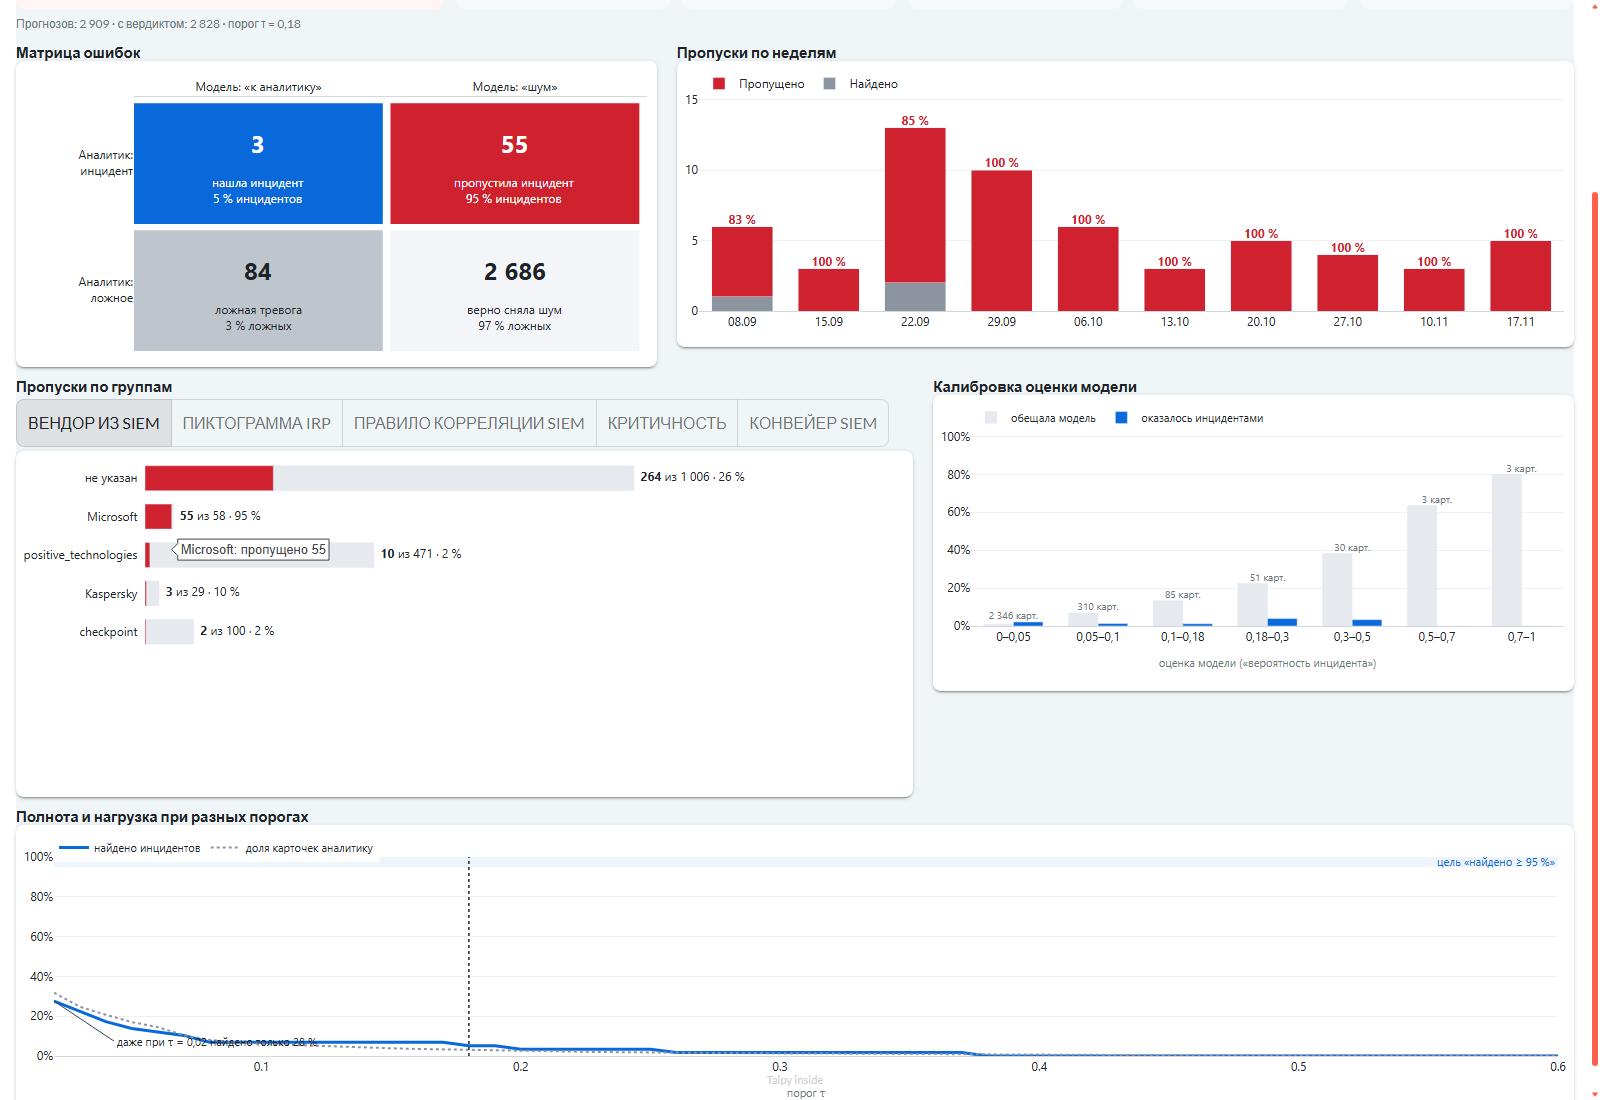 Прогнозов: 2 909 · с вердиктом: 2 828 · порог τ = 0,18
Матрица ошибок
Модель: «к аналитику»
Модель: «шум»
Аналитик:
инцидент
3
нашла инцидент
5 % инцидентов
55
пропустила инцидент
95 % инцидентов
Аналитик:
ложное
84
ложная тревога
3 % ложных
2 686
верно сняла шум
97 % ложных
Пропуски по неделям
Пропущено
Найдено
15
10
5
0
83 %
100 %
85 %
100 %
100 %
100 %
100 %
100 %
100 %
100 %
08.09
15.09
22.09
29.09
06.10
13.10
20.10
27.10
10.11
17.11
Пропуски по группам
ВЕНДОР ИЗ SIEM
ПИКТОГРАММА IRP
ПРАВИЛО КОРРЕЛЯЦИИ SIEM
КРИТИЧНОСТЬ
КОНВЕЙЕР SIEM
не указан
264 из 1 006 · 26 %
Microsoft
55 из 58 · 95 %
positive_technologies
Microsoft: пропущено 55
10 из 471 · 2 %
Kaspersky
3 из 29 · 10 %
checkpoint
2 из 100 · 2 %
Калибровка оценки модели
обещала модель
оказалось инцидентами
100%
80%
60%
40%
20%
0%
2 346 карт.
310 карт.
85 карт.
51 карт.
30 карт.
3 карт.
3 карт.
0–0,05
0,05–0,1
0,1–0,18
0,18–0,3
0,3–0,5
0,5–0,7
0,7–1
оценка модели («вероятность инцидента»)
Полнота и нагрузка при разных порогах
найдено инцидентов
доля карточек аналитику
цель «найдено ≥ 95 %»
100%
80%
60%
40%
20%
0%
даже при τ = 0,02 найдено только 28 %
0.1
0.2
0.3
0.4
0.5
0.6
Taipy inside
порог τ